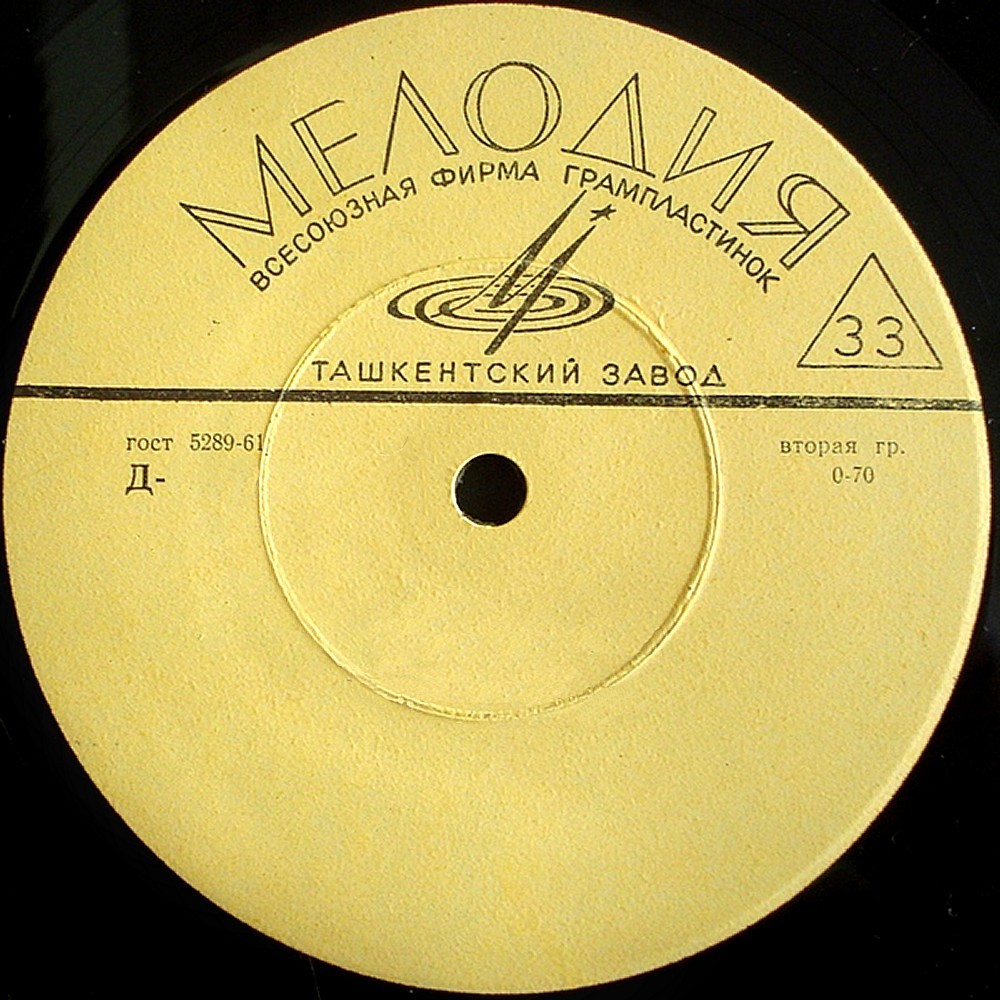 МЕЛОДИЯ
ВСЕСОЮЗНАЯ ФИРМА ГРАМПЛАСТИНОК
33
ТАШКЕНТСКИЙ ЗАВОД
гост 5289-61
вторая гр.
Д-
0-70